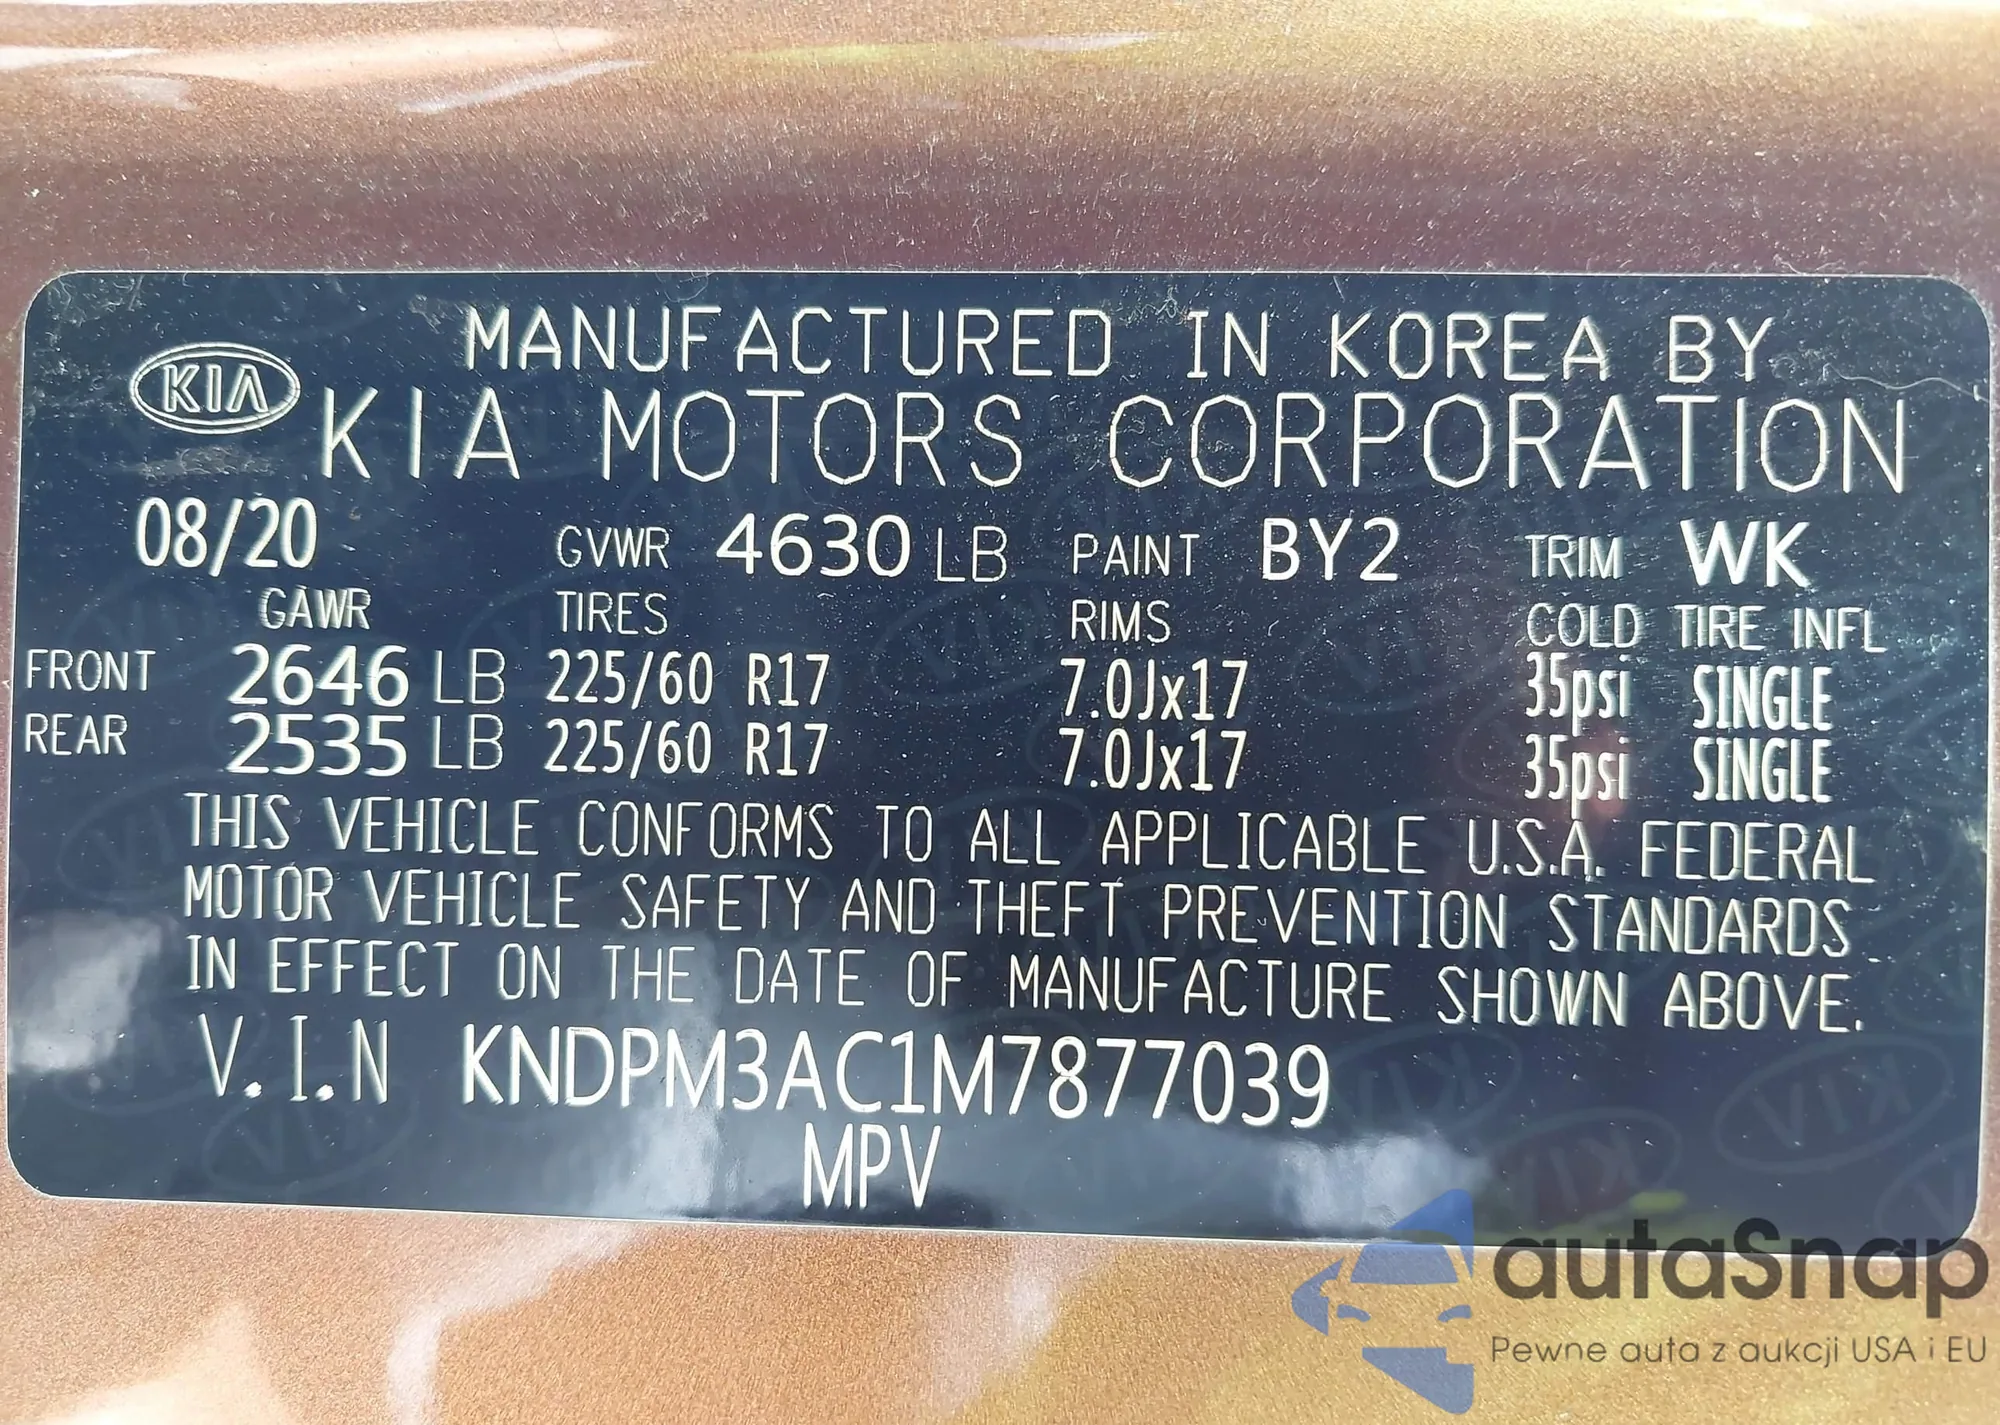 MANUFACTURED IN KOREA BY
KIA KIA MOTORS CORPORATION
08/20 GVWR 4630 LB PAINT BY2 TRIM WK
GAWR TIRES RIMS COLD TIRE INFL
FRONT 2646 LB 225/60 R17 7.0Jx17 35psi SINGLE
REAR 2535 LB 225/60 R17 7.0Jx17 35psi SINGLE
THIS VEHICLE CONFORMS TO ALL APPLICABLE U.S.A. FEDERAL
MOTOR VEHICLE SAFETY AND THEFT PREVENTION STANDARDS
IN EFFECT ON THE DATE OF MANUFACTURE SHOWN ABOVE.
V.I.N KNDPM3AC1M7877039
MPV
autaSnap
Pewne auta z aukcji USA i EU